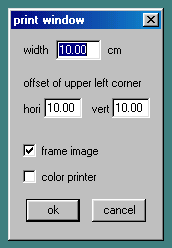 print window
width 10.00 cm
offset of upper left corner
hori 10.00 vert 10.00
frame image
color printer
ok cancel